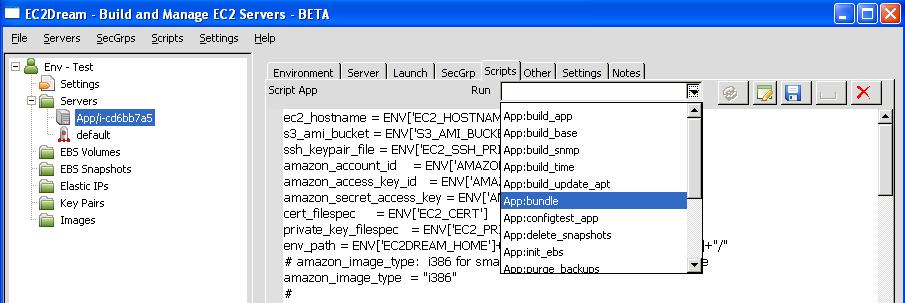 EC2Dream - Build and Manage EC2 Servers - BETA
File Servers SecGrps Scripts Settings Help
Env - Test
Settings
Servers
App/i-cd6bb7a5
default
EBS Volumes
EBS Snapshots
Elastic IPs
Key Pairs
Images
Environment Server Launch SecGrp Scripts Other Settings Notes
Script App Run
ec2_hostname = ENV['EC2_HOSTNAM
s3_ami_bucket = ENV['S3_AMI_BUCKE
ssh_keypair_file = ENV['EC2_SSH_PRI
amazon_account_id = ENV['AMAZO
amazon_access_key_id = ENV['AMA
amazon_secret_access_key = ENV['A
cert_filespec = ENV['EC2_CERT']
private_key_filespec = ENV['EC2_PRI
env_path = ENV['EC2DREAM_HOME']+ ]+"/"
# amazon_image_type: i386 for sma e
amazon_image_type = "i386"
#
App:build_app
App:build_base
App:build_snmp
App:build_time
App:build_update_apt
App:bundle
App:configtest_app
App:delete_snapshots
App:init_ebs
App:purge_backups